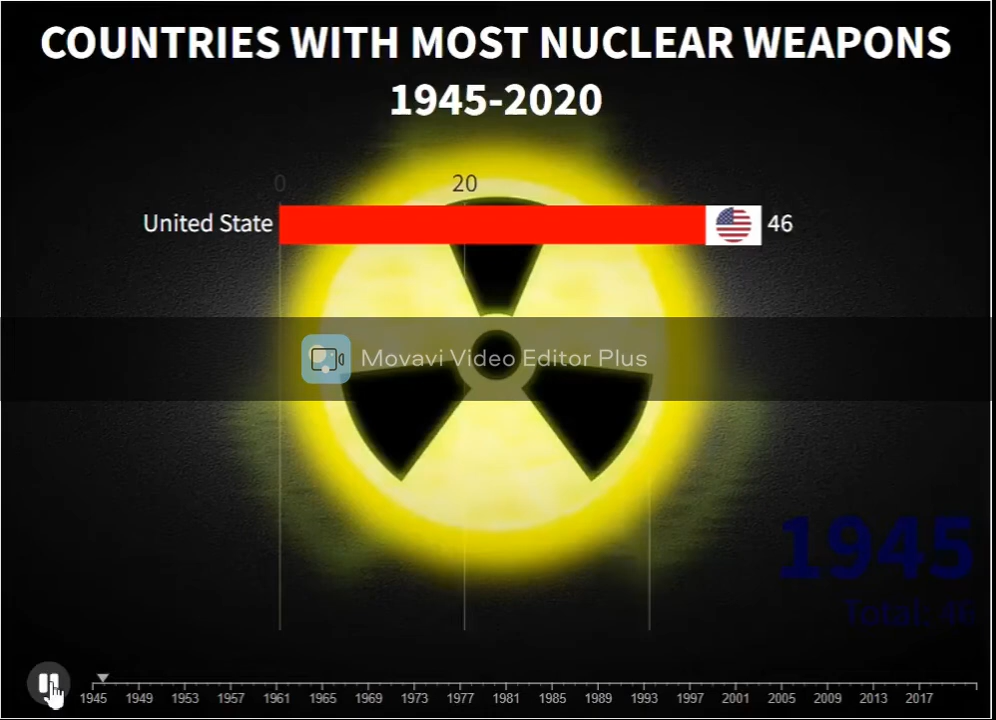 COUNTRIES WITH MOST NUCLEAR WEAPONS
1945-2020
0 20
United State 46
Movavi Video Editor Plus
1945
Total: 46
1945 1949 1953 1957 1961 1965 1969 1973 1977 1981 1985 1989 1993 1997 2001 2005 2009 2013 2017